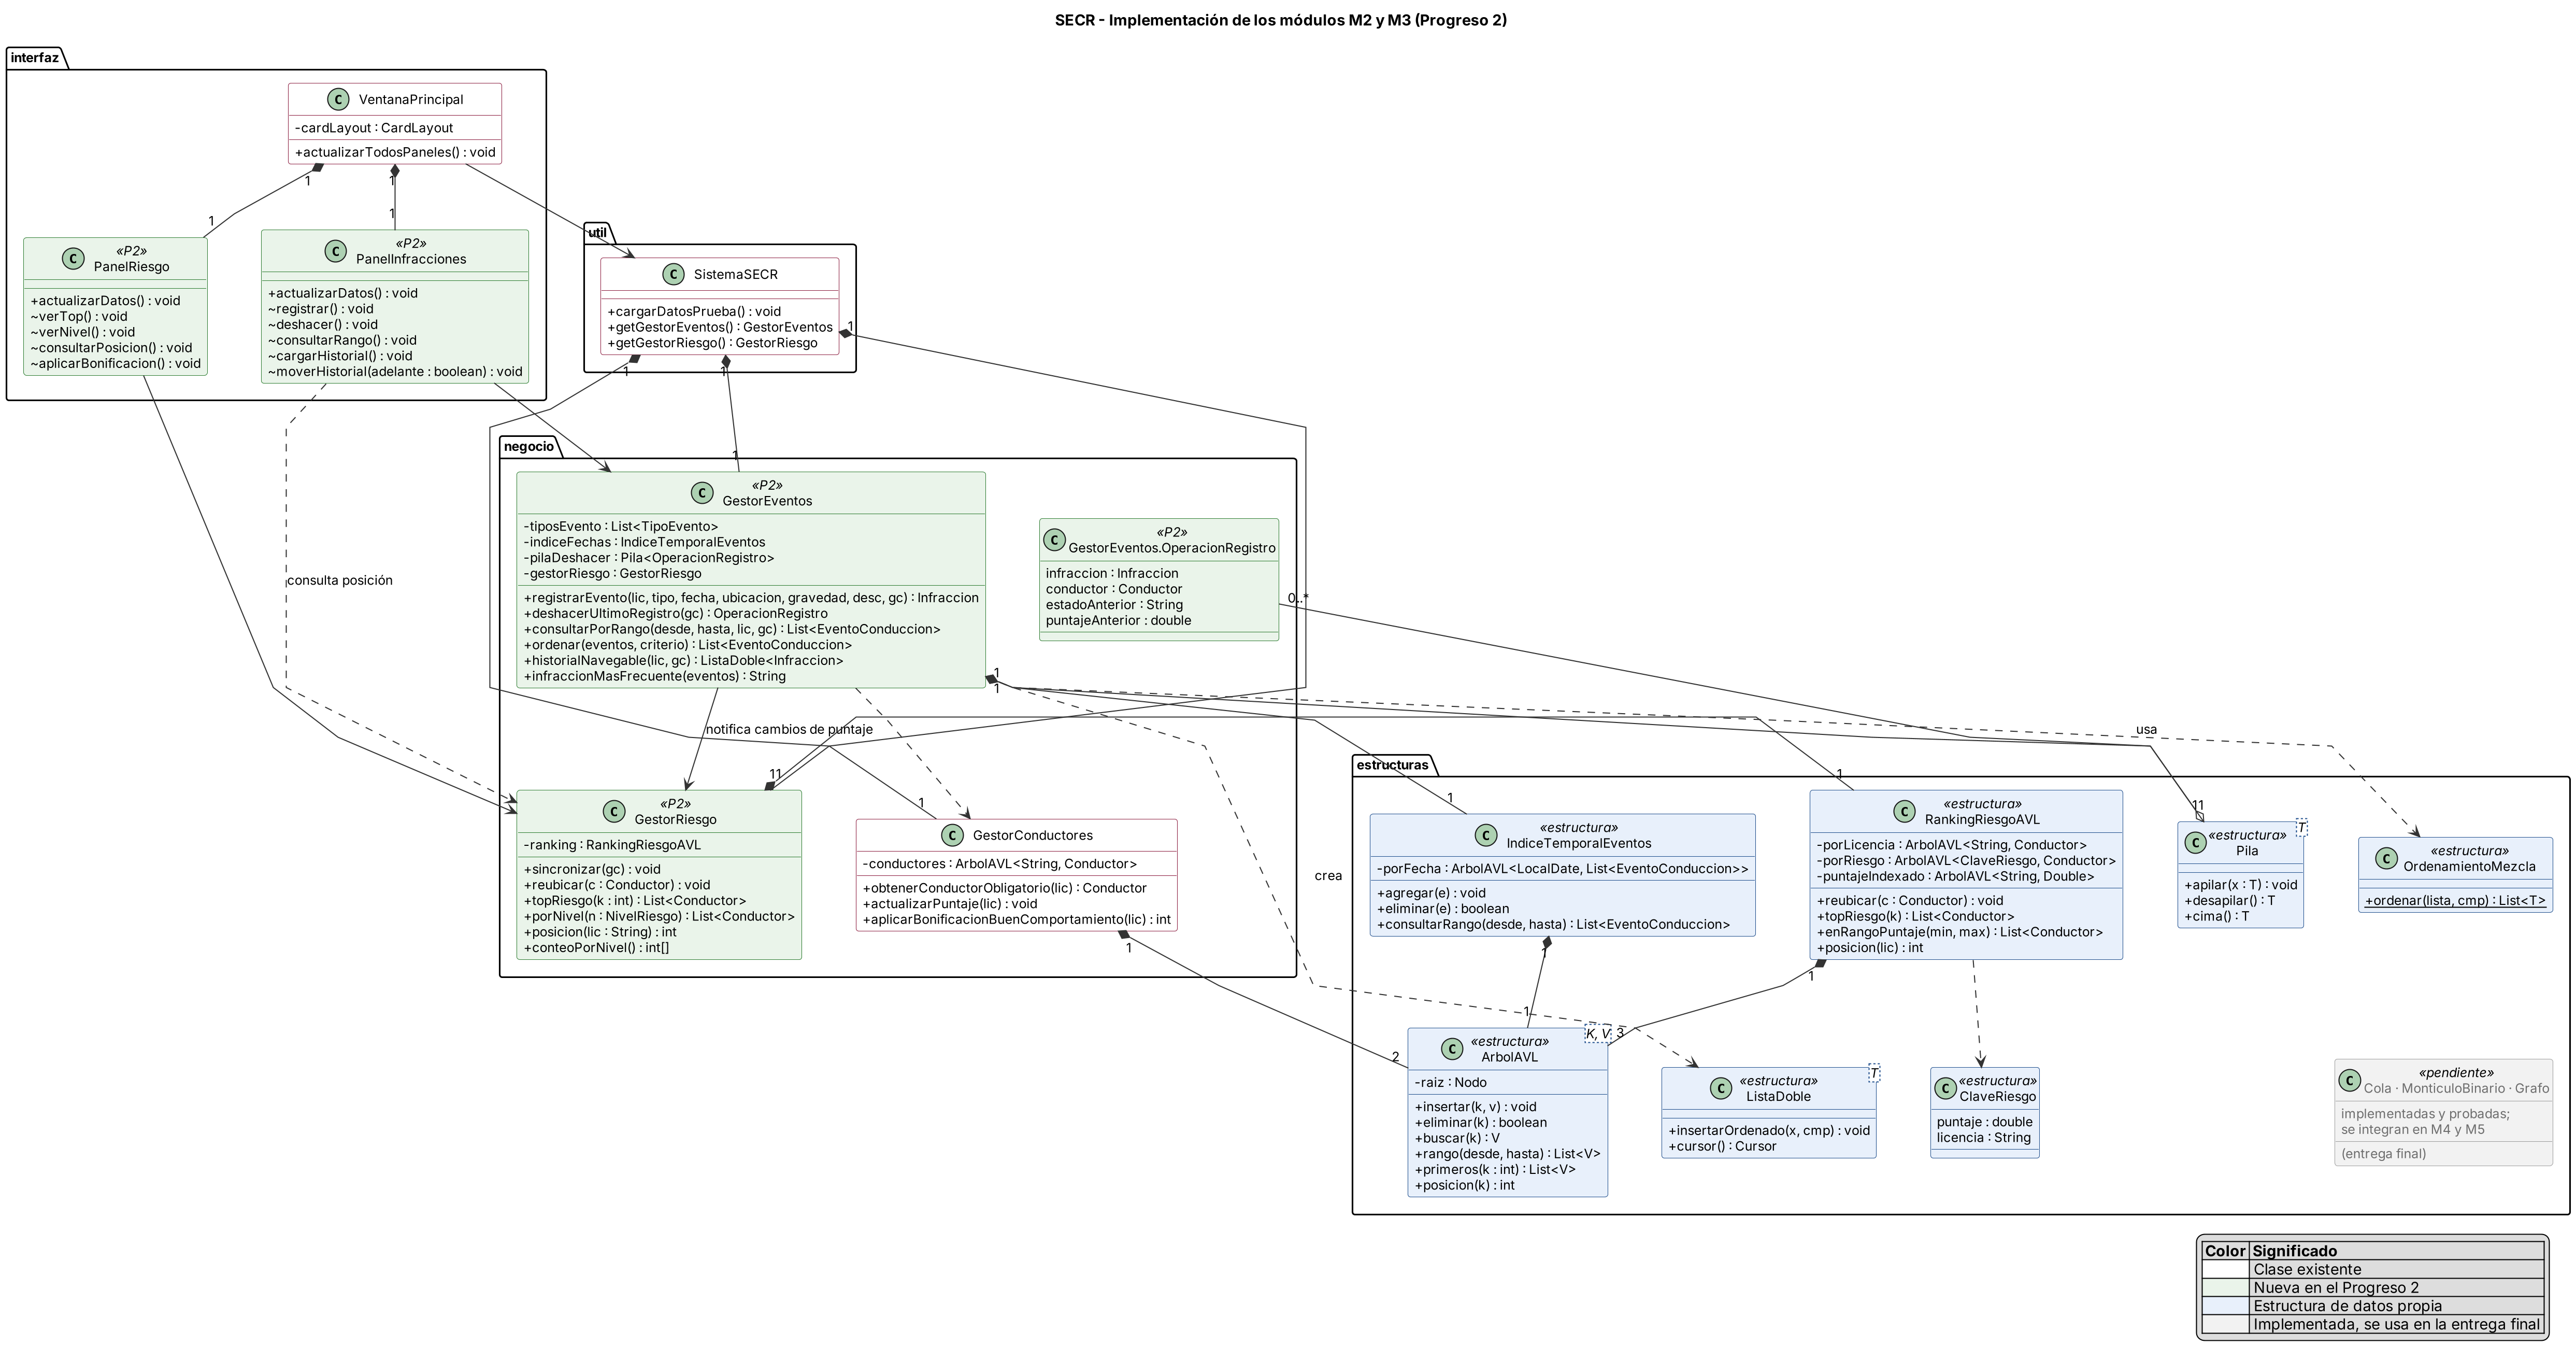 SECR - Implementación de los módulos M2 y M3 (Progreso 2)
interfaz
C VentanaPrincipal
-cardLayout : CardLayout
+actualizarTodosPaneles() : void
1
1
1
1
C «P2»
PanelRiesgo
+actualizarDatos() : void
~verTop() : void
~verNivel() : void
~consultarPosicion() : void
~aplicarBonificacion() : void
C «P2»
PanelInfracciones
+actualizarDatos() : void
~registrar() : void
~deshacer() : void
~consultarRango() : void
~cargarHistorial() : void
~moverHistorial(adelante : boolean) : void
util
C SistemaSECR
+cargarDatosPrueba() : void
+getGestorEventos() : GestorEventos
+getGestorRiesgo() : GestorRiesgo
1
1
1
negocio
1
C «P2»
GestorEventos
-tiposEvento : List<TipoEvento>
-indiceFechas : IndiceTemporalEventos
-pilaDeshacer : Pila<OperacionRegistro>
-gestorRiesgo : GestorRiesgo
+registrarEvento(lic, tipo, fecha, ubicacion, gravedad, desc, gc) : Infraccion
+deshacerUltimoRegistro(gc) : OperacionRegistro
+consultarPorRango(desde, hasta, lic, gc) : List<EventoConduccion>
+ordenar(eventos, criterio) : List<EventoConduccion>
+historialNavegable(lic, gc) : ListaDoble<Infraccion>
+infraccionMasFrecuente(eventos) : String
C «P2»
GestorEventos.OperacionRegistro
infraccion : Infraccion
conductor : Conductor
estadoAnterior : String
puntajeAnterior : double
0..*
consulta posición
1
1
notifica cambios de puntaje
usa
crea
11
1
C «P2»
GestorRiesgo
-ranking : RankingRiesgoAVL
+sincronizar(gc) : void
+reubicar(c : Conductor) : void
+topRiesgo(k : int) : List<Conductor>
+porNivel(n : NivelRiesgo) : List<Conductor>
+posicion(lic : String) : int
+conteoPorNivel() : int[]
C GestorConductores
-conductores : ArbolAVL<String, Conductor>
+obtenerConductorObligatorio(lic) : Conductor
+actualizarPuntaje(lic) : void
+aplicarBonificacionBuenComportamiento(lic) : int
1
estructuras
1
1
11
C «estructura»
IndiceTemporalEventos
-porFecha : ArbolAVL<LocalDate, List<EventoConduccion>>
+agregar(e) : void
+eliminar(e) : boolean
+consultarRango(desde, hasta) : List<EventoConduccion>
C «estructura»
RankingRiesgoAVL
-porLicencia : ArbolAVL<String, Conductor>
-porRiesgo : ArbolAVL<ClaveRiesgo, Conductor>
-puntajeIndexado : ArbolAVL<String, Double>
+reubicar(c : Conductor) : void
+topRiesgo(k) : List<Conductor>
+enRangoPuntaje(min, max) : List<Conductor>
+posicion(lic) : int
C «estructura» T
Pila
+apilar(x : T) : void
+desapilar() : T
+cima() : T
C «estructura»
OrdenamientoMezcla
+ordenar(lista, cmp) : List<T>
1
1
1
3
2
C «estructura» K, V
ArbolAVL
-raiz : Nodo
+insertar(k, v) : void
+eliminar(k) : boolean
+buscar(k) : V
+rango(desde, hasta) : List<V>
+primeros(k : int) : List<V>
+posicion(k) : int
C «estructura» T
ListaDoble
+insertarOrdenado(x, cmp) : void
+cursor() : Cursor
C «estructura»
ClaveRiesgo
puntaje : double
licencia : String
C «pendiente»
Cola · MonticuloBinario · Grafo
implementadas y probadas;
se integran en M4 y M5
(entrega final)
Color Significado
Clase existente
Nueva en el Progreso 2
Estructura de datos propia
Implementada, se usa en la entrega final